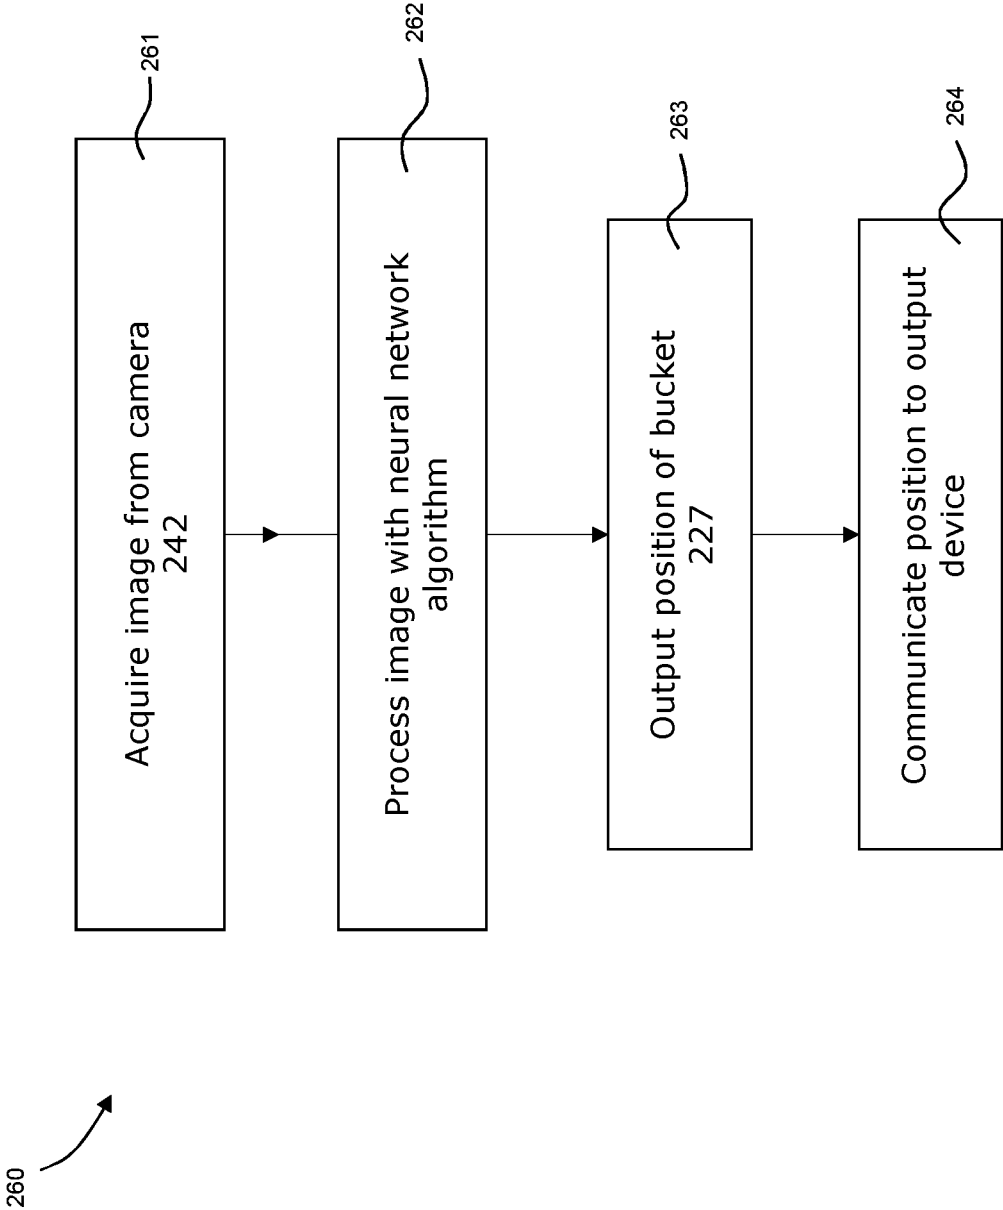 260
261
Acquire image from camera
242
262
Process image with neural network
algorithm
263
Output position of bucket
227
264
Communicate position to output
device